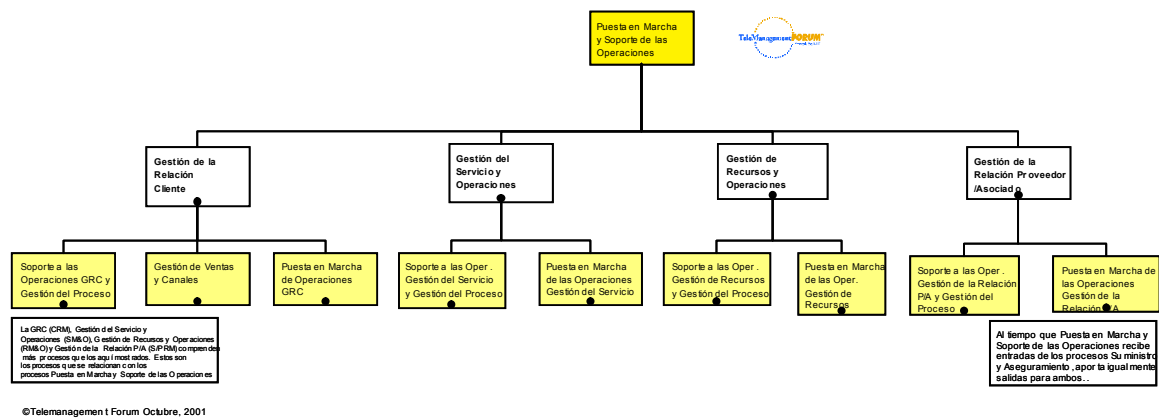 Puesta en Marcha
y Soporte de las
Operaciones
TeleManagement FORUM
Gestión de la
Relación
Cliente
Gestión del
Servicio y
Operaciones
Gestión de
Recursos y
Operaciones
Gestión de la
Relación Proveedor
/Asociado
Soporte a las
Operaciones GRC y
Gestión del Proceso
Gestión de Ventas
y Canales
Puesta en Marcha
de Operaciones
GRC
Soporte a las Oper.
Gestión del Servicio
y Gestión del Proceso
Puesta en Marcha
de las Operaciones
Gestión del Servicio
Soporte a las Oper.
Gestión de Recursos
y Gestión del Proceso
Puesta en Marcha
de las Oper.
Gestión de
Recursos
Soporte a las Oper.
Gestión de la Relación
P/A y Gestión del
Proceso
Puesta en Marcha de
las Operaciones
Gestión de la
Relación
La GRC (CRM), Gestión del Servicio y
Operaciones (SM&O), Gestión de Recursos y Operaciones
(RM&O) y Gestión de la Relación P/A (S/PRM) comprenden
más procesos que los aquí mostrados. Estos son
los procesos que se relacionan con los
procesos Puesta en Marcha y Soporte de las Operaciones
Al tiempo que Puesta en Marcha y
Soporte de las Operaciones recibe
entradas de los procesos Suministro
y Aseguramiento, aporta igualmente
salidas para ambos..
©Telemanagement Forum Octubre, 2001